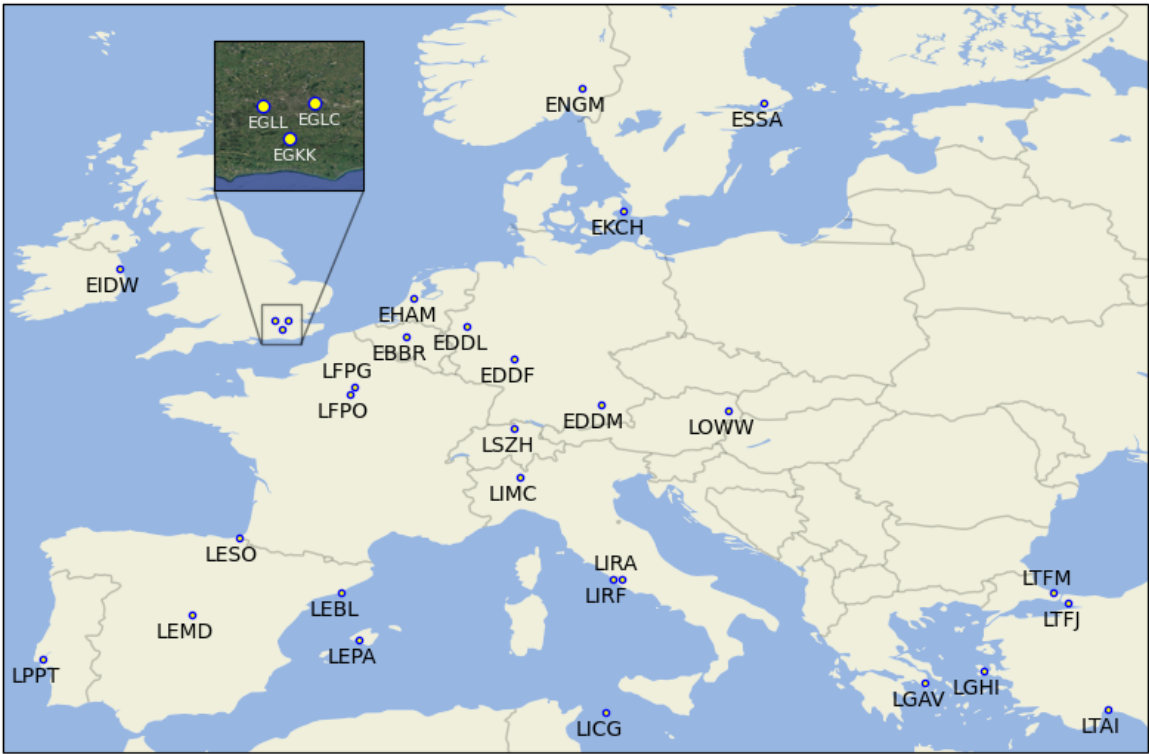 ENGM
ESSA
EGLL
EGLC
EGKK
EKCH
EIDW
EHAM
EDDL
EBBR
LFPG
EDDF
LFPO
EDDM
LOWW
LSZH
LIMC
LESO
LIRA
LTFM
LIRF
LEBL
LTFJ
LEMD
LEPA
LPPT
LGHI
LGAV
LICG
LTAI